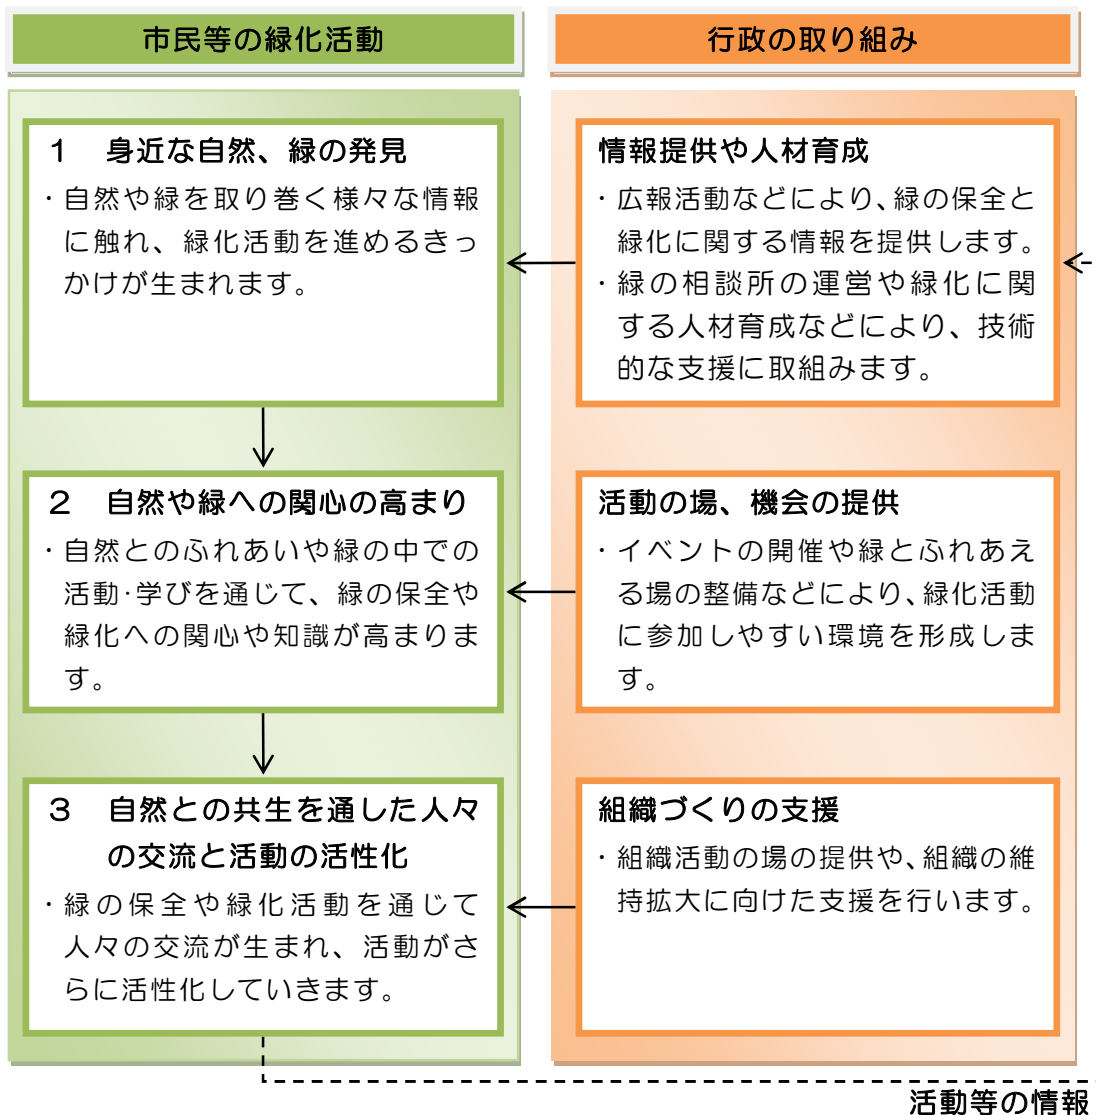 市民等の緑化活動
１　身近な自然、緑の発見
・自然や緑を取り巻く様々な情報
に触れ、緑化活動を進めるきっ
かけが生まれます。
２　自然や緑への関心の高まり
・自然とのふれあいや緑の中での
活動・学びを通じて、緑の保全や
緑化への関心や知識が高まりま
す。
３　自然との共生を通した人々
の交流と活動の活性化
・緑の保全や緑化活動を通じて
人々の交流が生まれ、活動がさ
らに活性化していきます。
行政の取り組み
情報提供や人材育成
・広報活動などにより、緑の保全と
緑化に関する情報を提供します。
・緑の相談所の運営や緑化に関
する人材育成などにより、技術
的な支援に取組みます。
活動の場、機会の提供
・イベントの開催や緑とふれあえ
る場の整備などにより、緑化活動
に参加しやすい環境を形成しま
す。
組織づくりの支援
・組織活動の場の提供や、組織の維
持拡大に向けた支援を行います。
活動等の情報